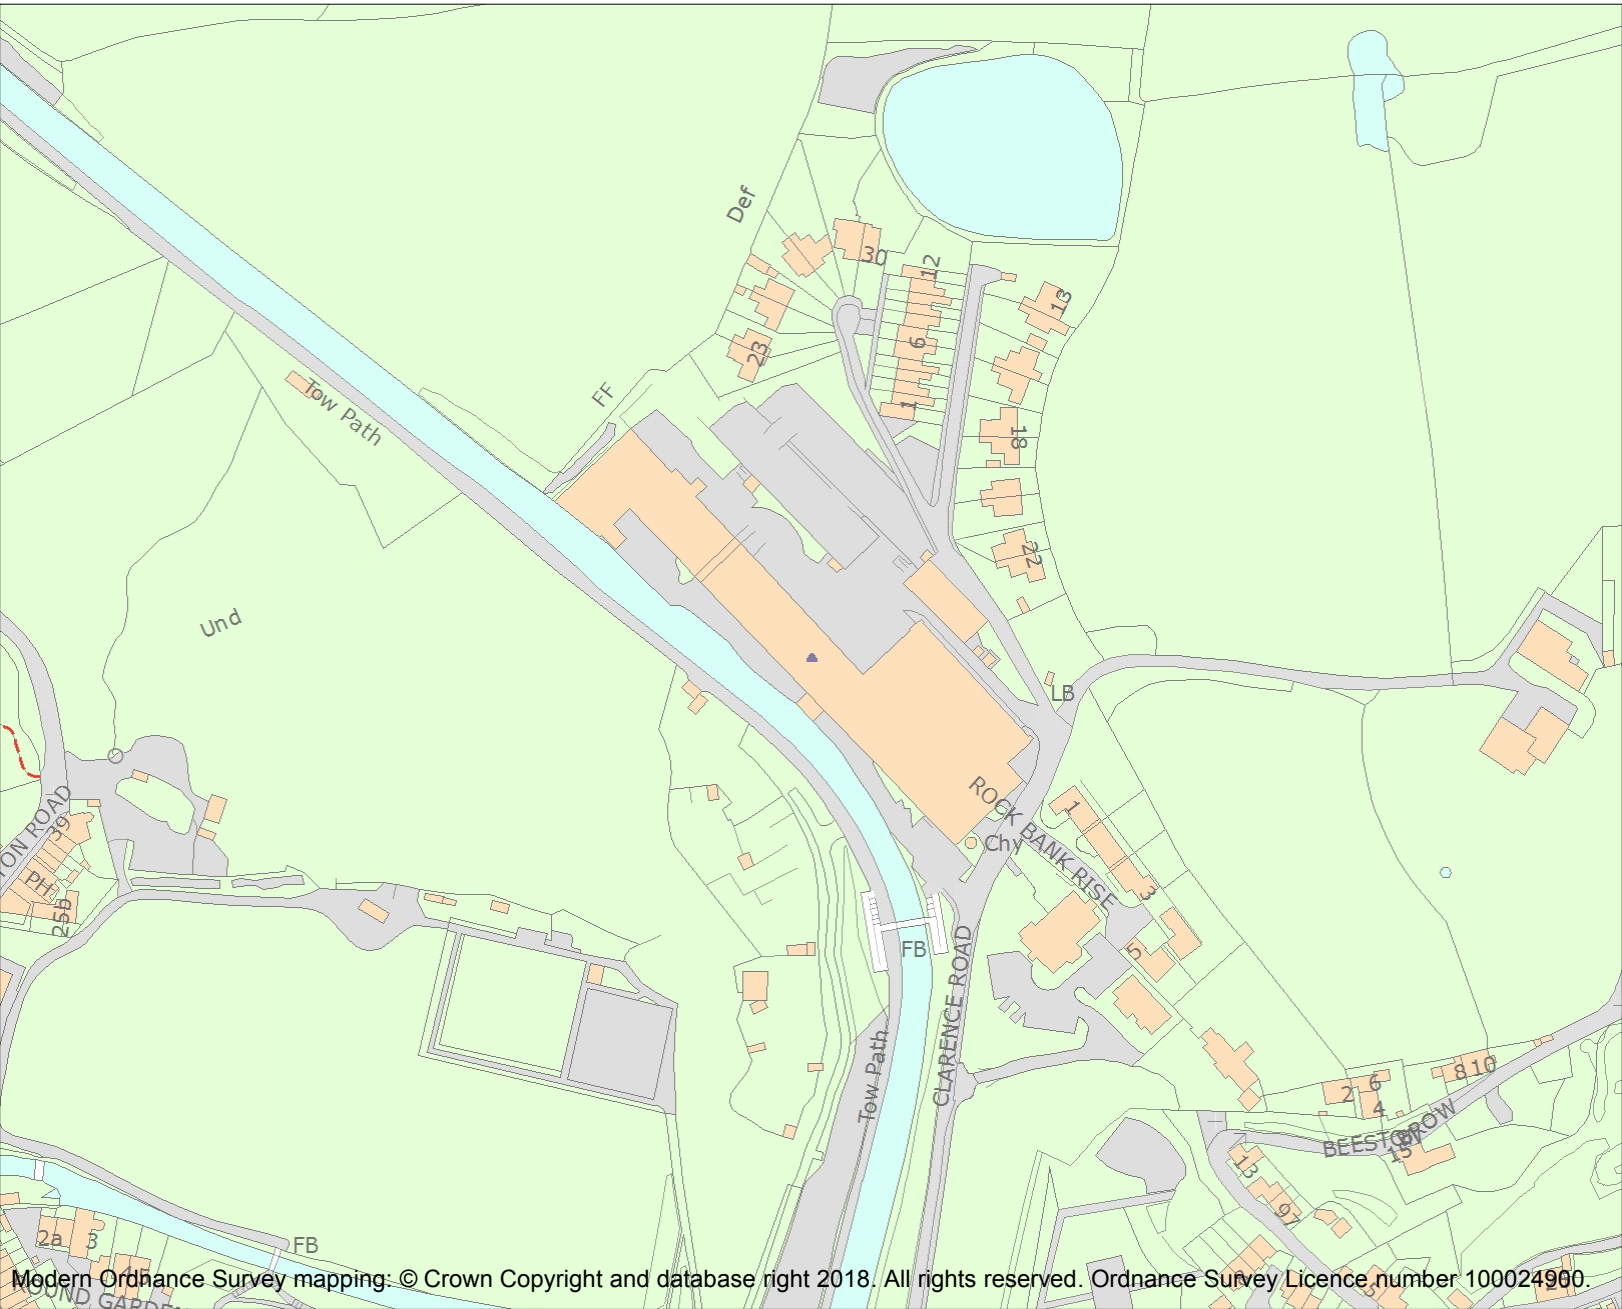 Def
30
12
13
23
6
1
FF
18
Tow Path
22
Und
LB
ROCK BANK RISE
1
Chy
3
39
PH
25b
FB
5
CLARENCE ROAD
Tow Path
2
6
4
8
10
BEESTON BROW
15
13
97
2a
3
FB
Modern Ordnance Survey mapping: © Crown Copyright and database right 2018. All rights reserved. Ordnance Survey Licence number 100024900.